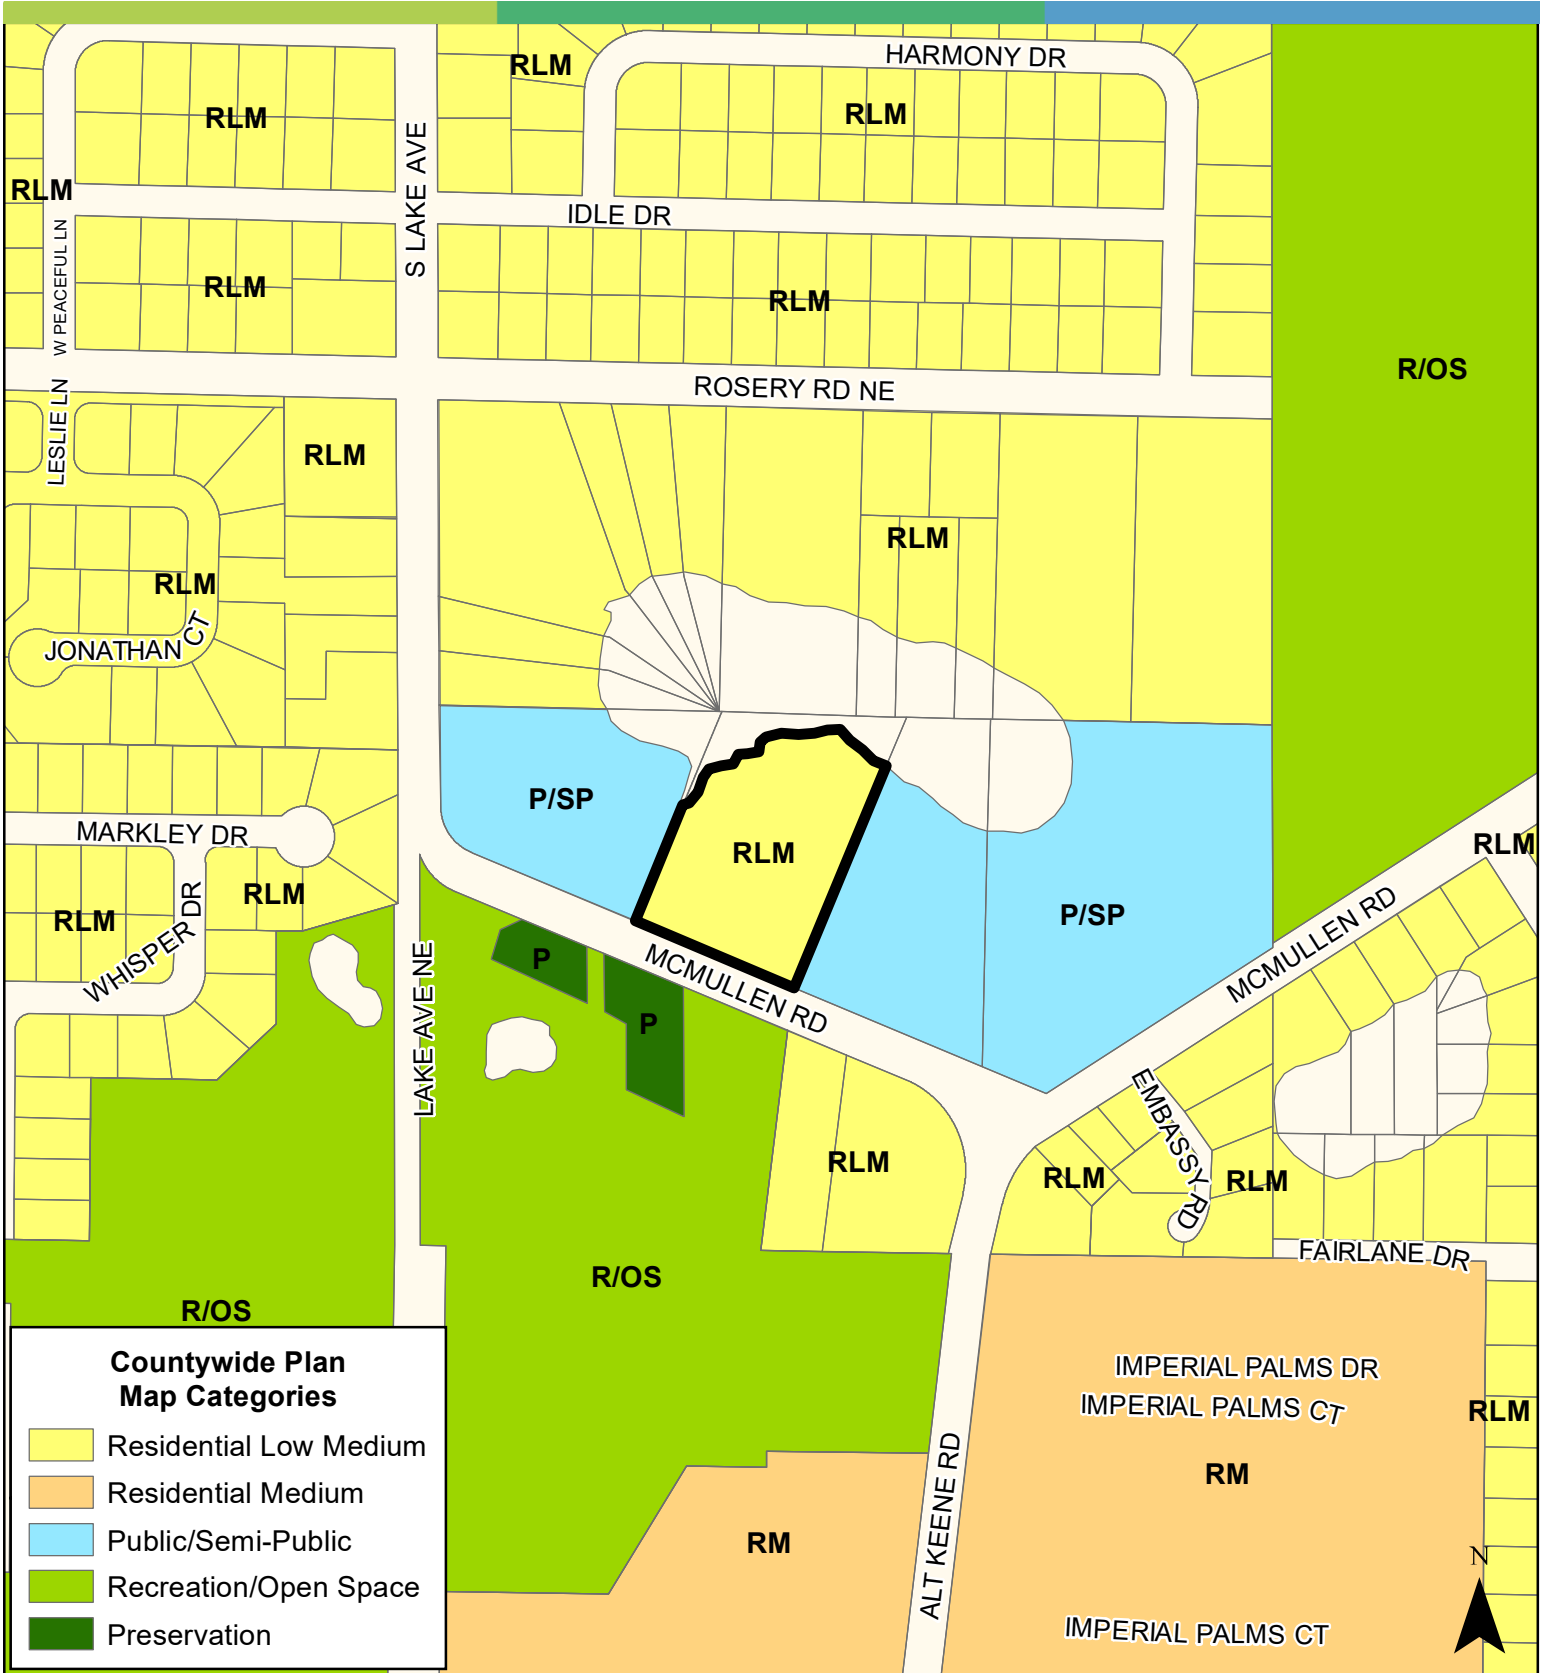 HARMONY DR
RLM
RLM
RLM
S LAKE AVE
RLM
IDLE DR
W PEACEFUL LN
RLM
RLM
R/OS
ROSERY RD NE
LESLIE LN
RLM
RLM
RLM
JONATHAN CT
P/SP
MARKLEY DR
RLM
RLM
RLM
RLM
WHISPER DR
P/SP
MCMULLEN RD
P
MCMULLEN RD
LAKE AVE NE
P
EMBASSY RD
RLM
RLM
RLM
FAIRLANE DR
R/OS
R/OS
IMPERIAL PALMS DR
IMPERIAL PALMS CT
RLM
RM
ALT KEENE RD
RM
IMPERIAL PALMS CT
N
Countywide Plan
Map Categories
Residential Low Medium
Residential Medium
Public/Semi-Public
Recreation/Open Space
Preservation